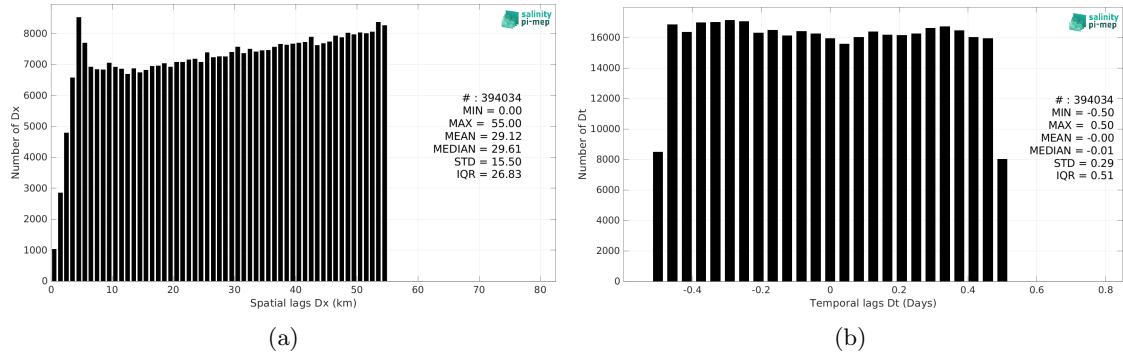 salinity
pi-mep
8000
7000
6000
5000
4000
3000
2000
1000
0
Number of Dx
# : 394034
MIN = 0.00
MAX = 55.00
MEAN = 29.12
MEDIAN = 29.61
STD = 15.50
IQR = 26.83
0 10 20 30 40 50 60 70 80
Spatial lags Dx (km)
(a)
salinity
pi-mep
16000
14000
12000
10000
8000
6000
4000
2000
0
Number of Dt
# : 394034
MIN = -0.50
MAX = 0.50
MEAN = -0.00
MEDIAN = -0.01
STD = 0.29
IQR = 0.51
-0.4 -0.2 0 0.2 0.4 0.6 0.8
Temporal lags Dt (Days)
(b)